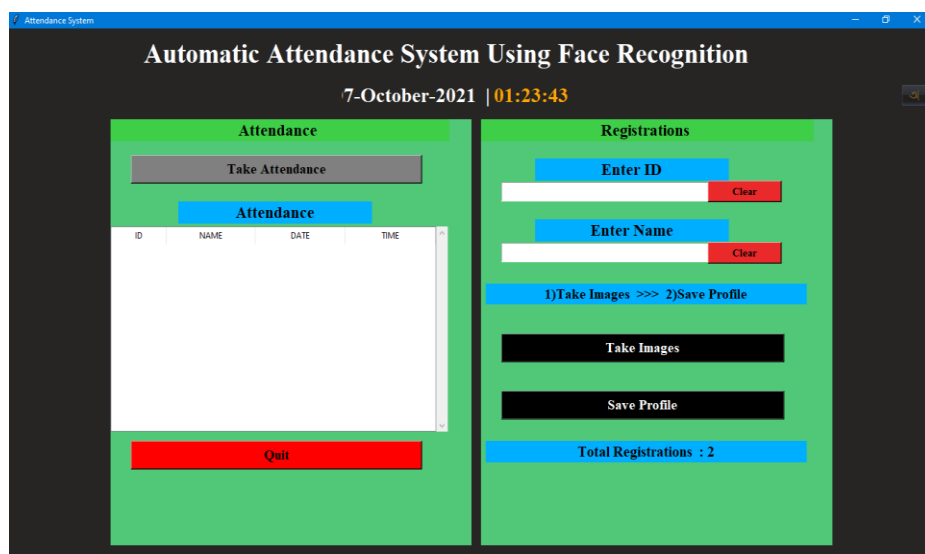 Attendance System
Automatic Attendance System Using Face Recognition
7-October-2021 | 01:23:43
Attendance
Take Attendance
Attendance
ID NAME DATE TIME
Quit
Registrations
Enter ID
Clear
Enter Name
Clear
1)Take Images >>> 2)Save Profile
Take Images
Save Profile
Total Registrations : 2